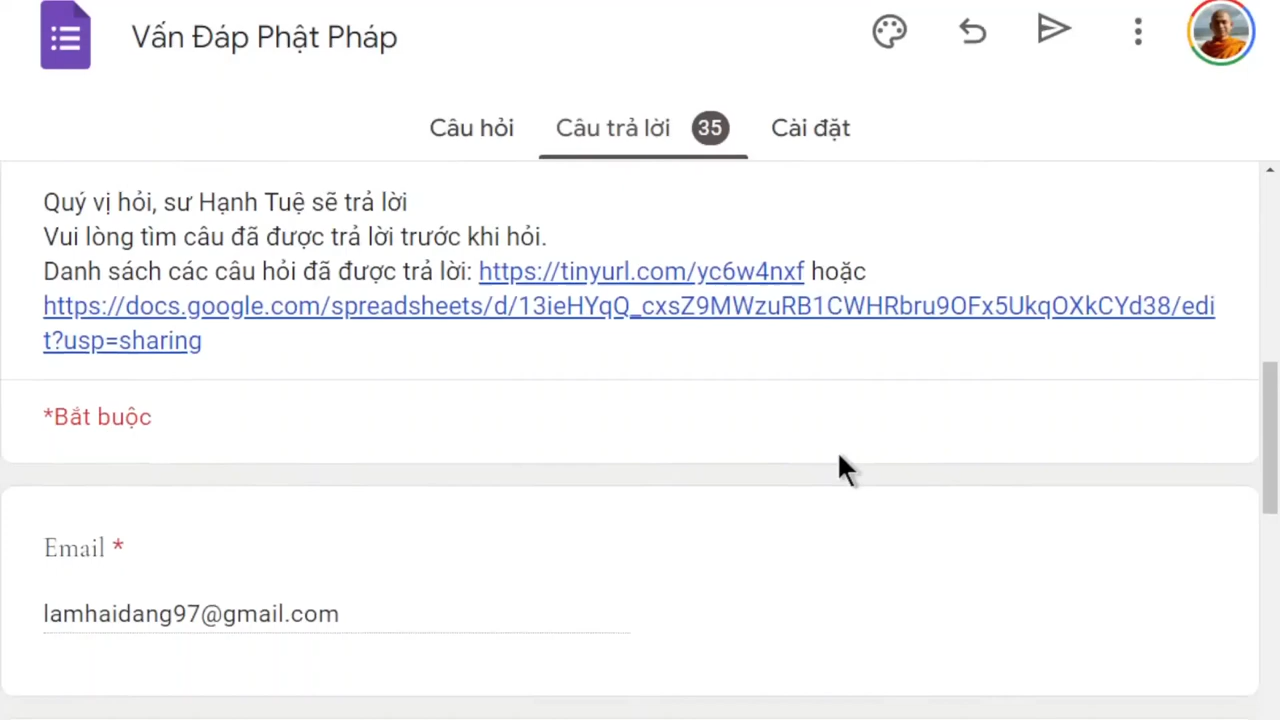 Vấn Đáp Phật Pháp
Câu hỏi
Câu trả lời 35
Cài đặt
Quý vị hỏi, sư Hạnh Tuệ sẽ trả lời
Vui lòng tìm câu đã được trả lời trước khi hỏi.
Danh sách các câu hỏi đã được trả lời: https://tinyurl.com/yc6w4nxf hoặc
https://docs.google.com/spreadsheets/d/13ieHYqQ_cxsZ9MWzuRB1CWHRbru9OFx5UkqOXkCYd38/edi
t?usp=sharing
*Bắt buộc
Email *
lamhaidang97@gmail.com